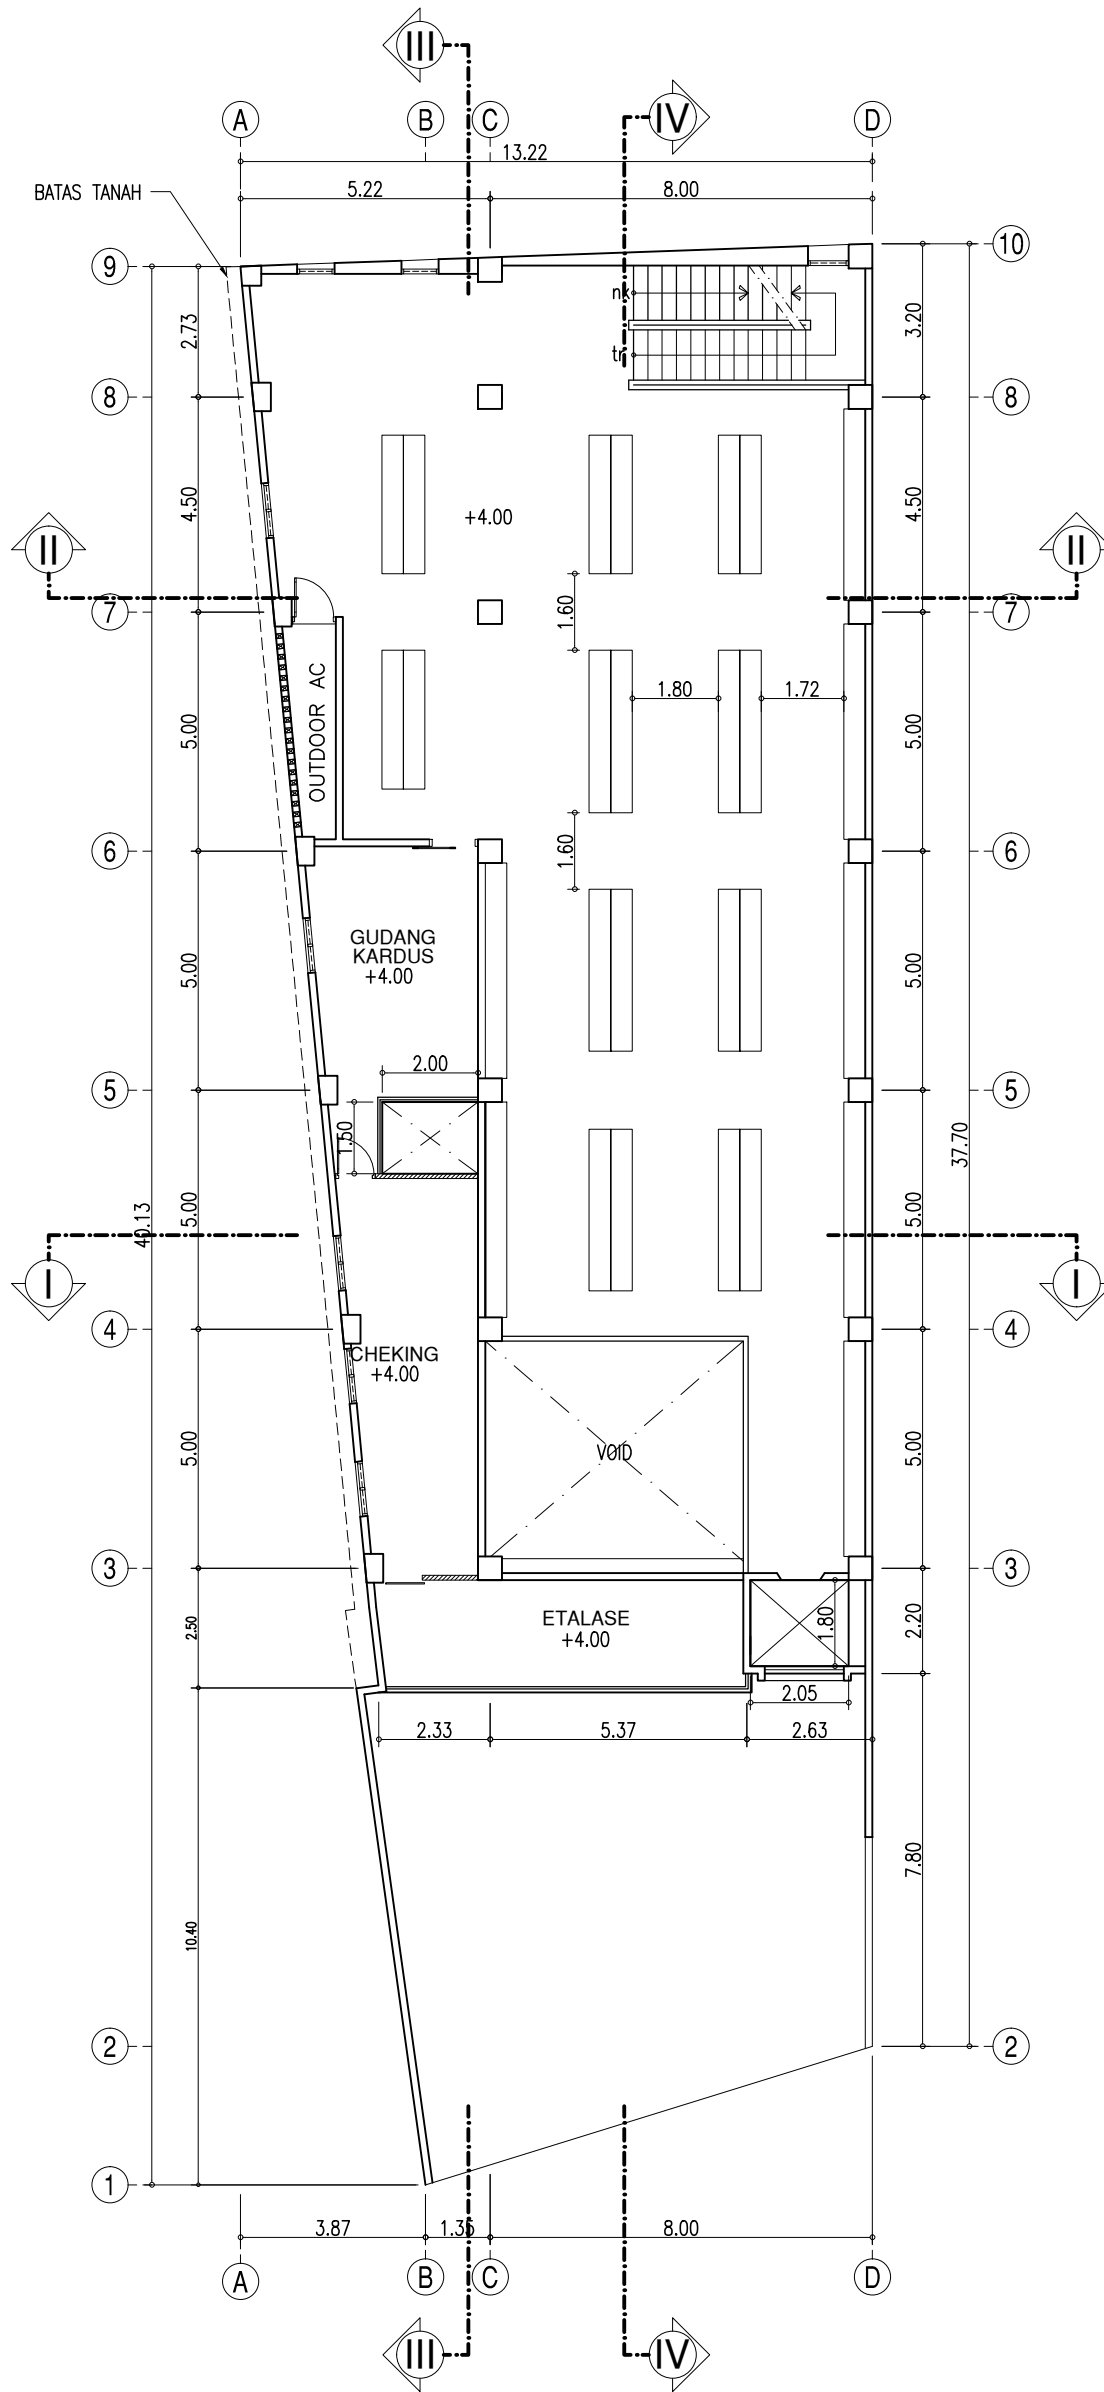 III
IV
A
B
C
D
13.22
BATAS TANAH
5.22
8.00
9
10
nk
2.73
3.20
tr
8
8
4.50
+4.00
4.50
II
II
7
1.60
7
OUTDOOR AC
1.80
1.72
5.00
5.00
6
1.60
6
GUDANG
KARDUS
+4.00
5.00
5.00
2.00
5
5
1.50
37.70
40.13
5.00
5.00
I
I
4
4
CHEKING
+4.00
5.00
VOID
5.00
3
3
2.50
ETALASE
+4.00
1.80
2.20
2.05
2.33
5.37
2.63
7.80
10.40
2
2
1
3.87
1.35
8.00
A
B
C
D
III
IV